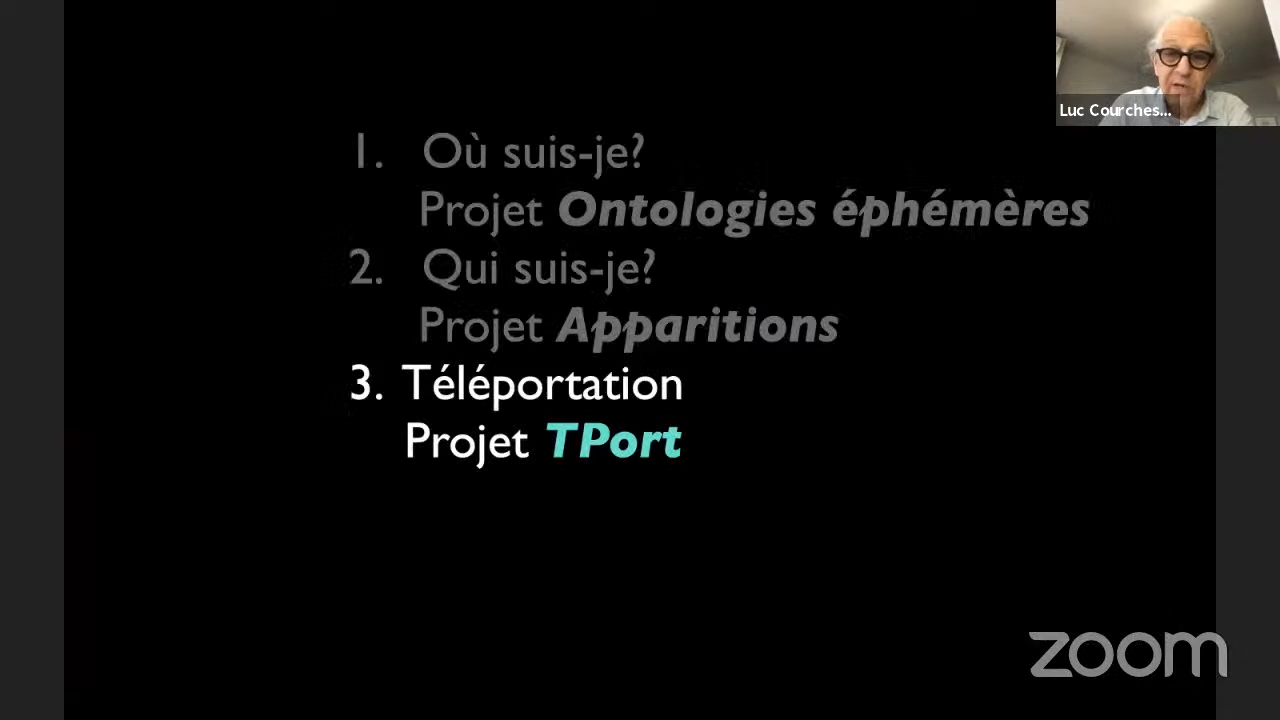 Luc Courches...
1. Où suis-je?
Projet Ontologies éphémères
2. Qui suis-je?
Projet Apparitions
3. Téléportation
Projet TPort
zoom